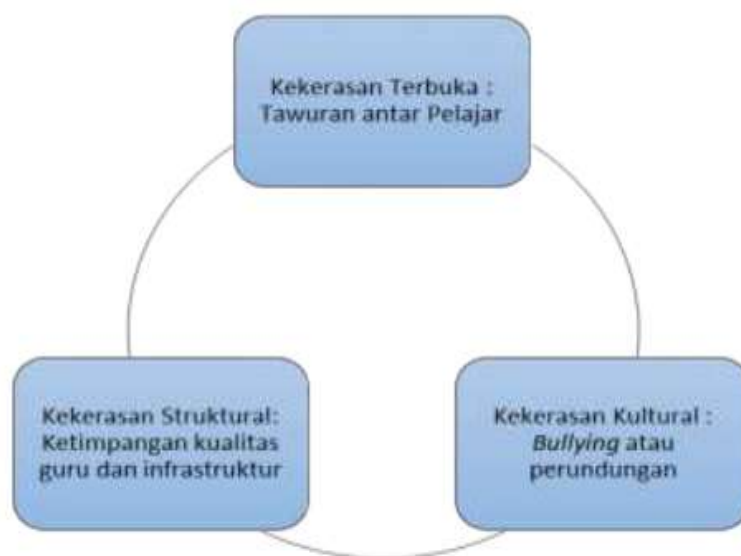 Kekerasan Terbuka :
Tawuran antar Pelajar
Kekerasan Struktural:
Ketimpangan kualitas
guru dan infrastruktur
Kekerasan Kultural :
Bullying atau
perundungan